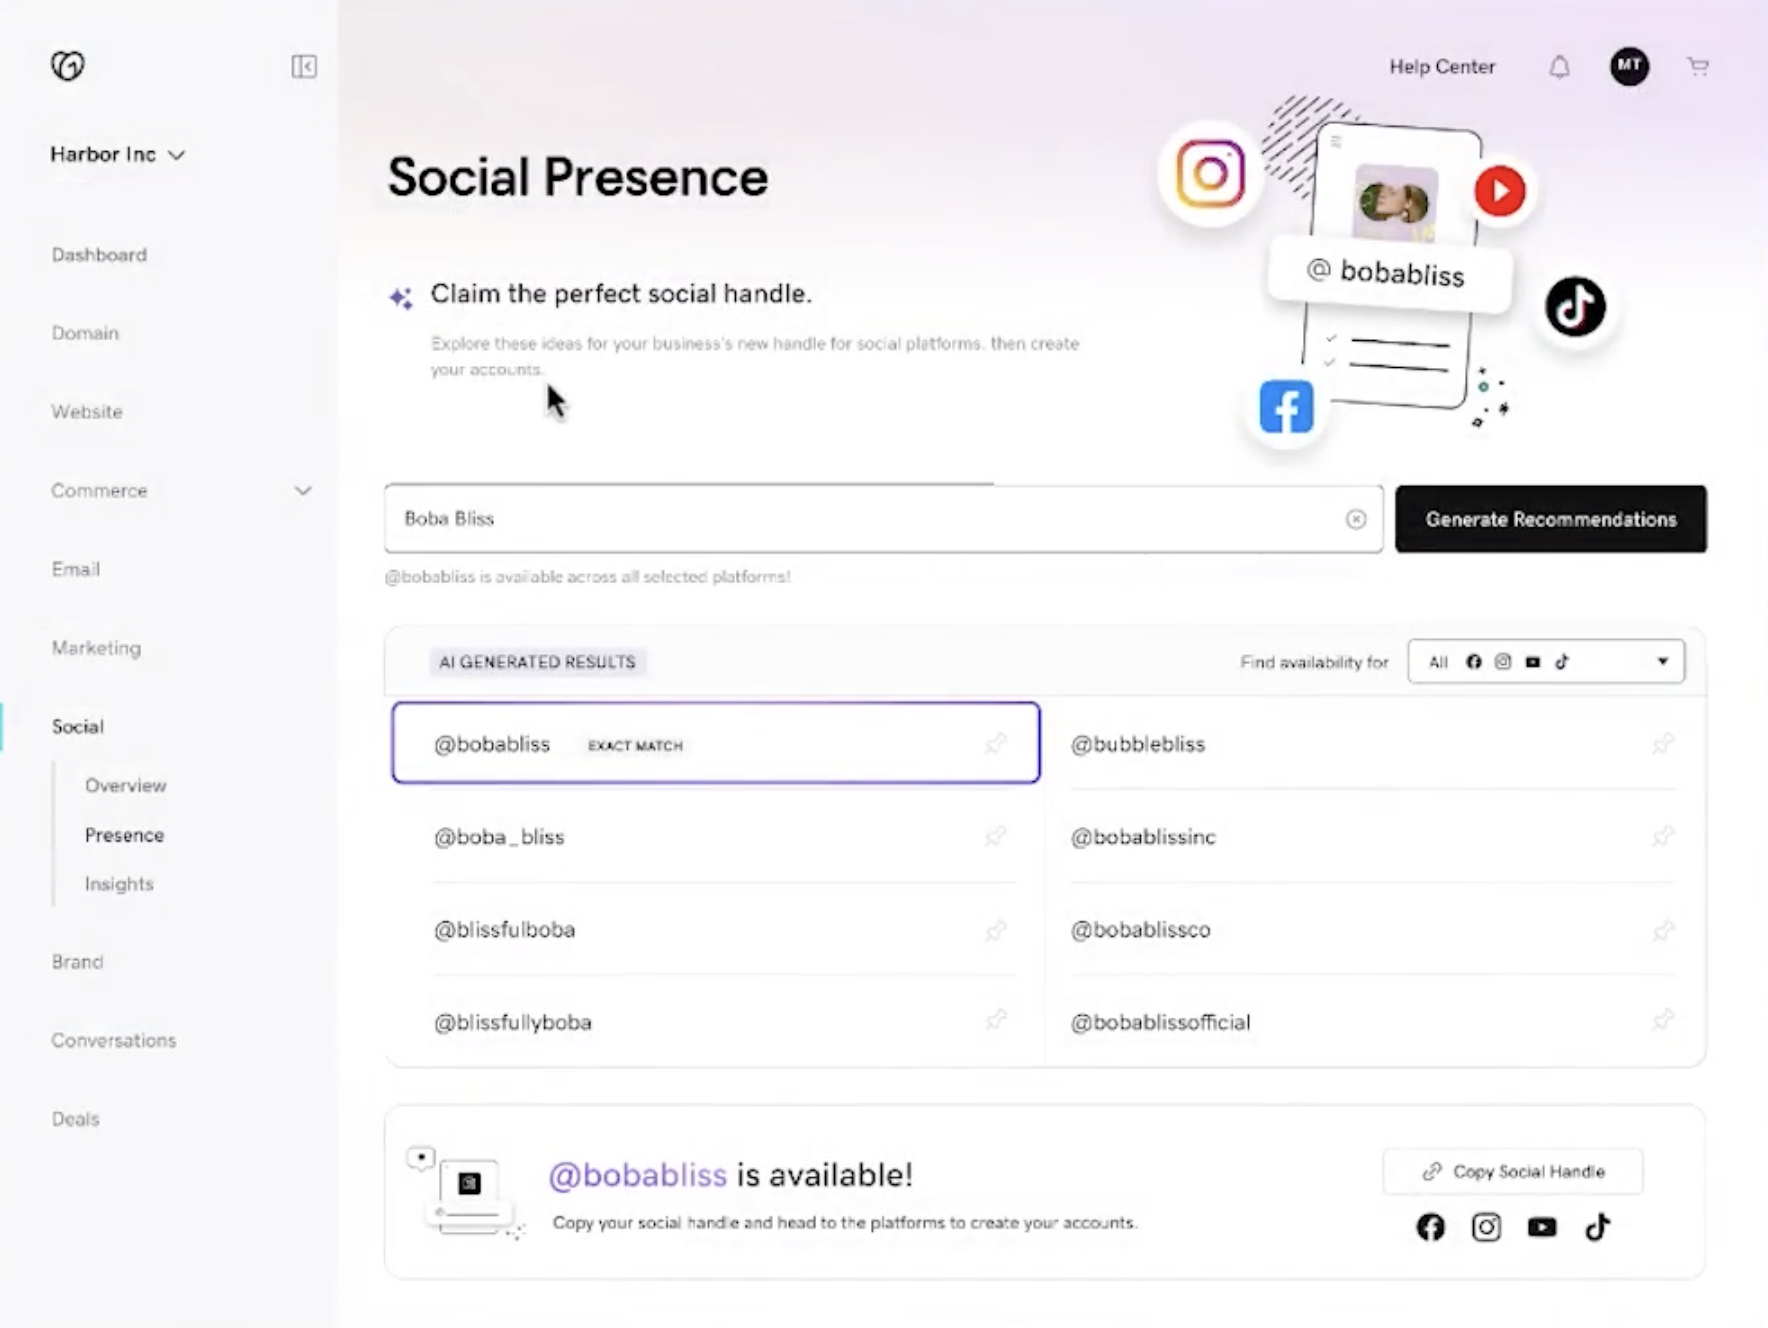 Help Center
MT
Harbor Inc
Social Presence
Dashboard
Domain
Website
Commerce
Email
Marketing
Social
Overview
Presence
Insights
Brand
Conversations
Deals
Claim the perfect social handle.
Explore these ideas for your business's new handle for social platforms, then create
your accounts.
@ bobabliss
Boba Bliss
Generate Recommendations
@bobabliss is available across all selected platforms!
AI GENERATED RESULTS
Find availability for
All
@bobabliss EXACT MATCH
@bubblebliss
@boba_bliss
@bobablissinc
@blissfulboba
@bobablissco
@blissfullyboba
@bobablissofficial
@bobabliss is available!
Copy your social handle and head to the platforms to create your accounts.
Copy Social Handle